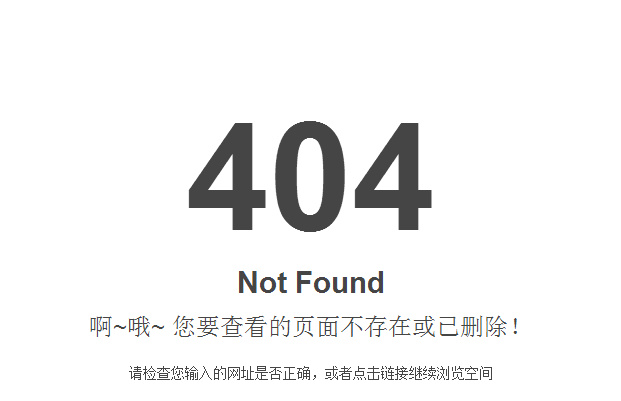 404
Not Found
啊~哦~ 您要查看的页面不存在或已删除！
请检查您输入的网址是否正确，或者点击链接继续浏览空间